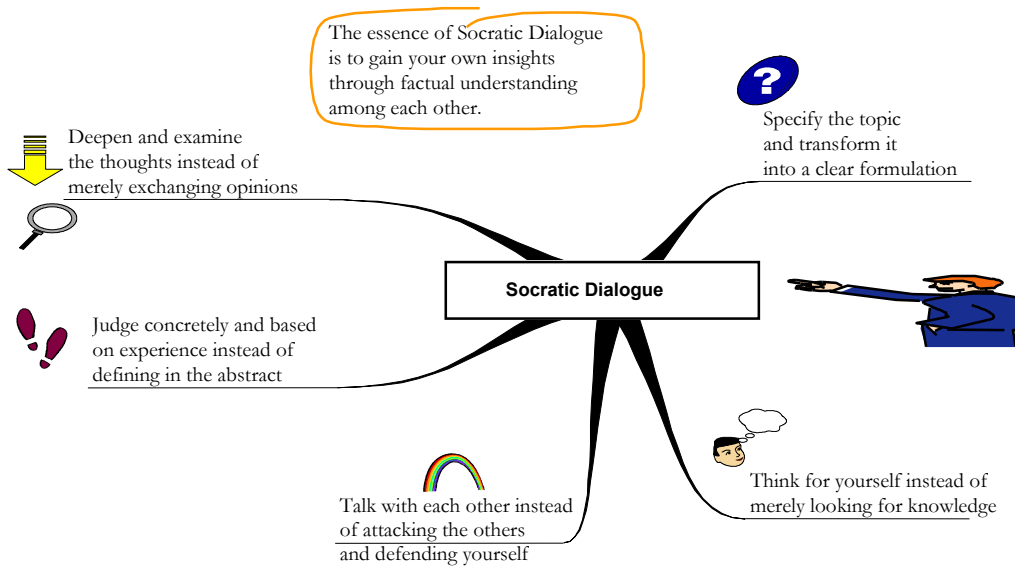 The essence of Socratic Dialogue
is to gain your own insights
through factual understanding
among each other.
?
Specify the topic
and transform it
into a clear formulation
Deepen and examine
the thoughts instead of
merely exchanging opinions
Socratic Dialogue
Judge concretely and based
on experience instead of
defining in the abstract
Think for yourself instead of
merely looking for knowledge
Talk with each other instead
of attacking the others
and defending yourself